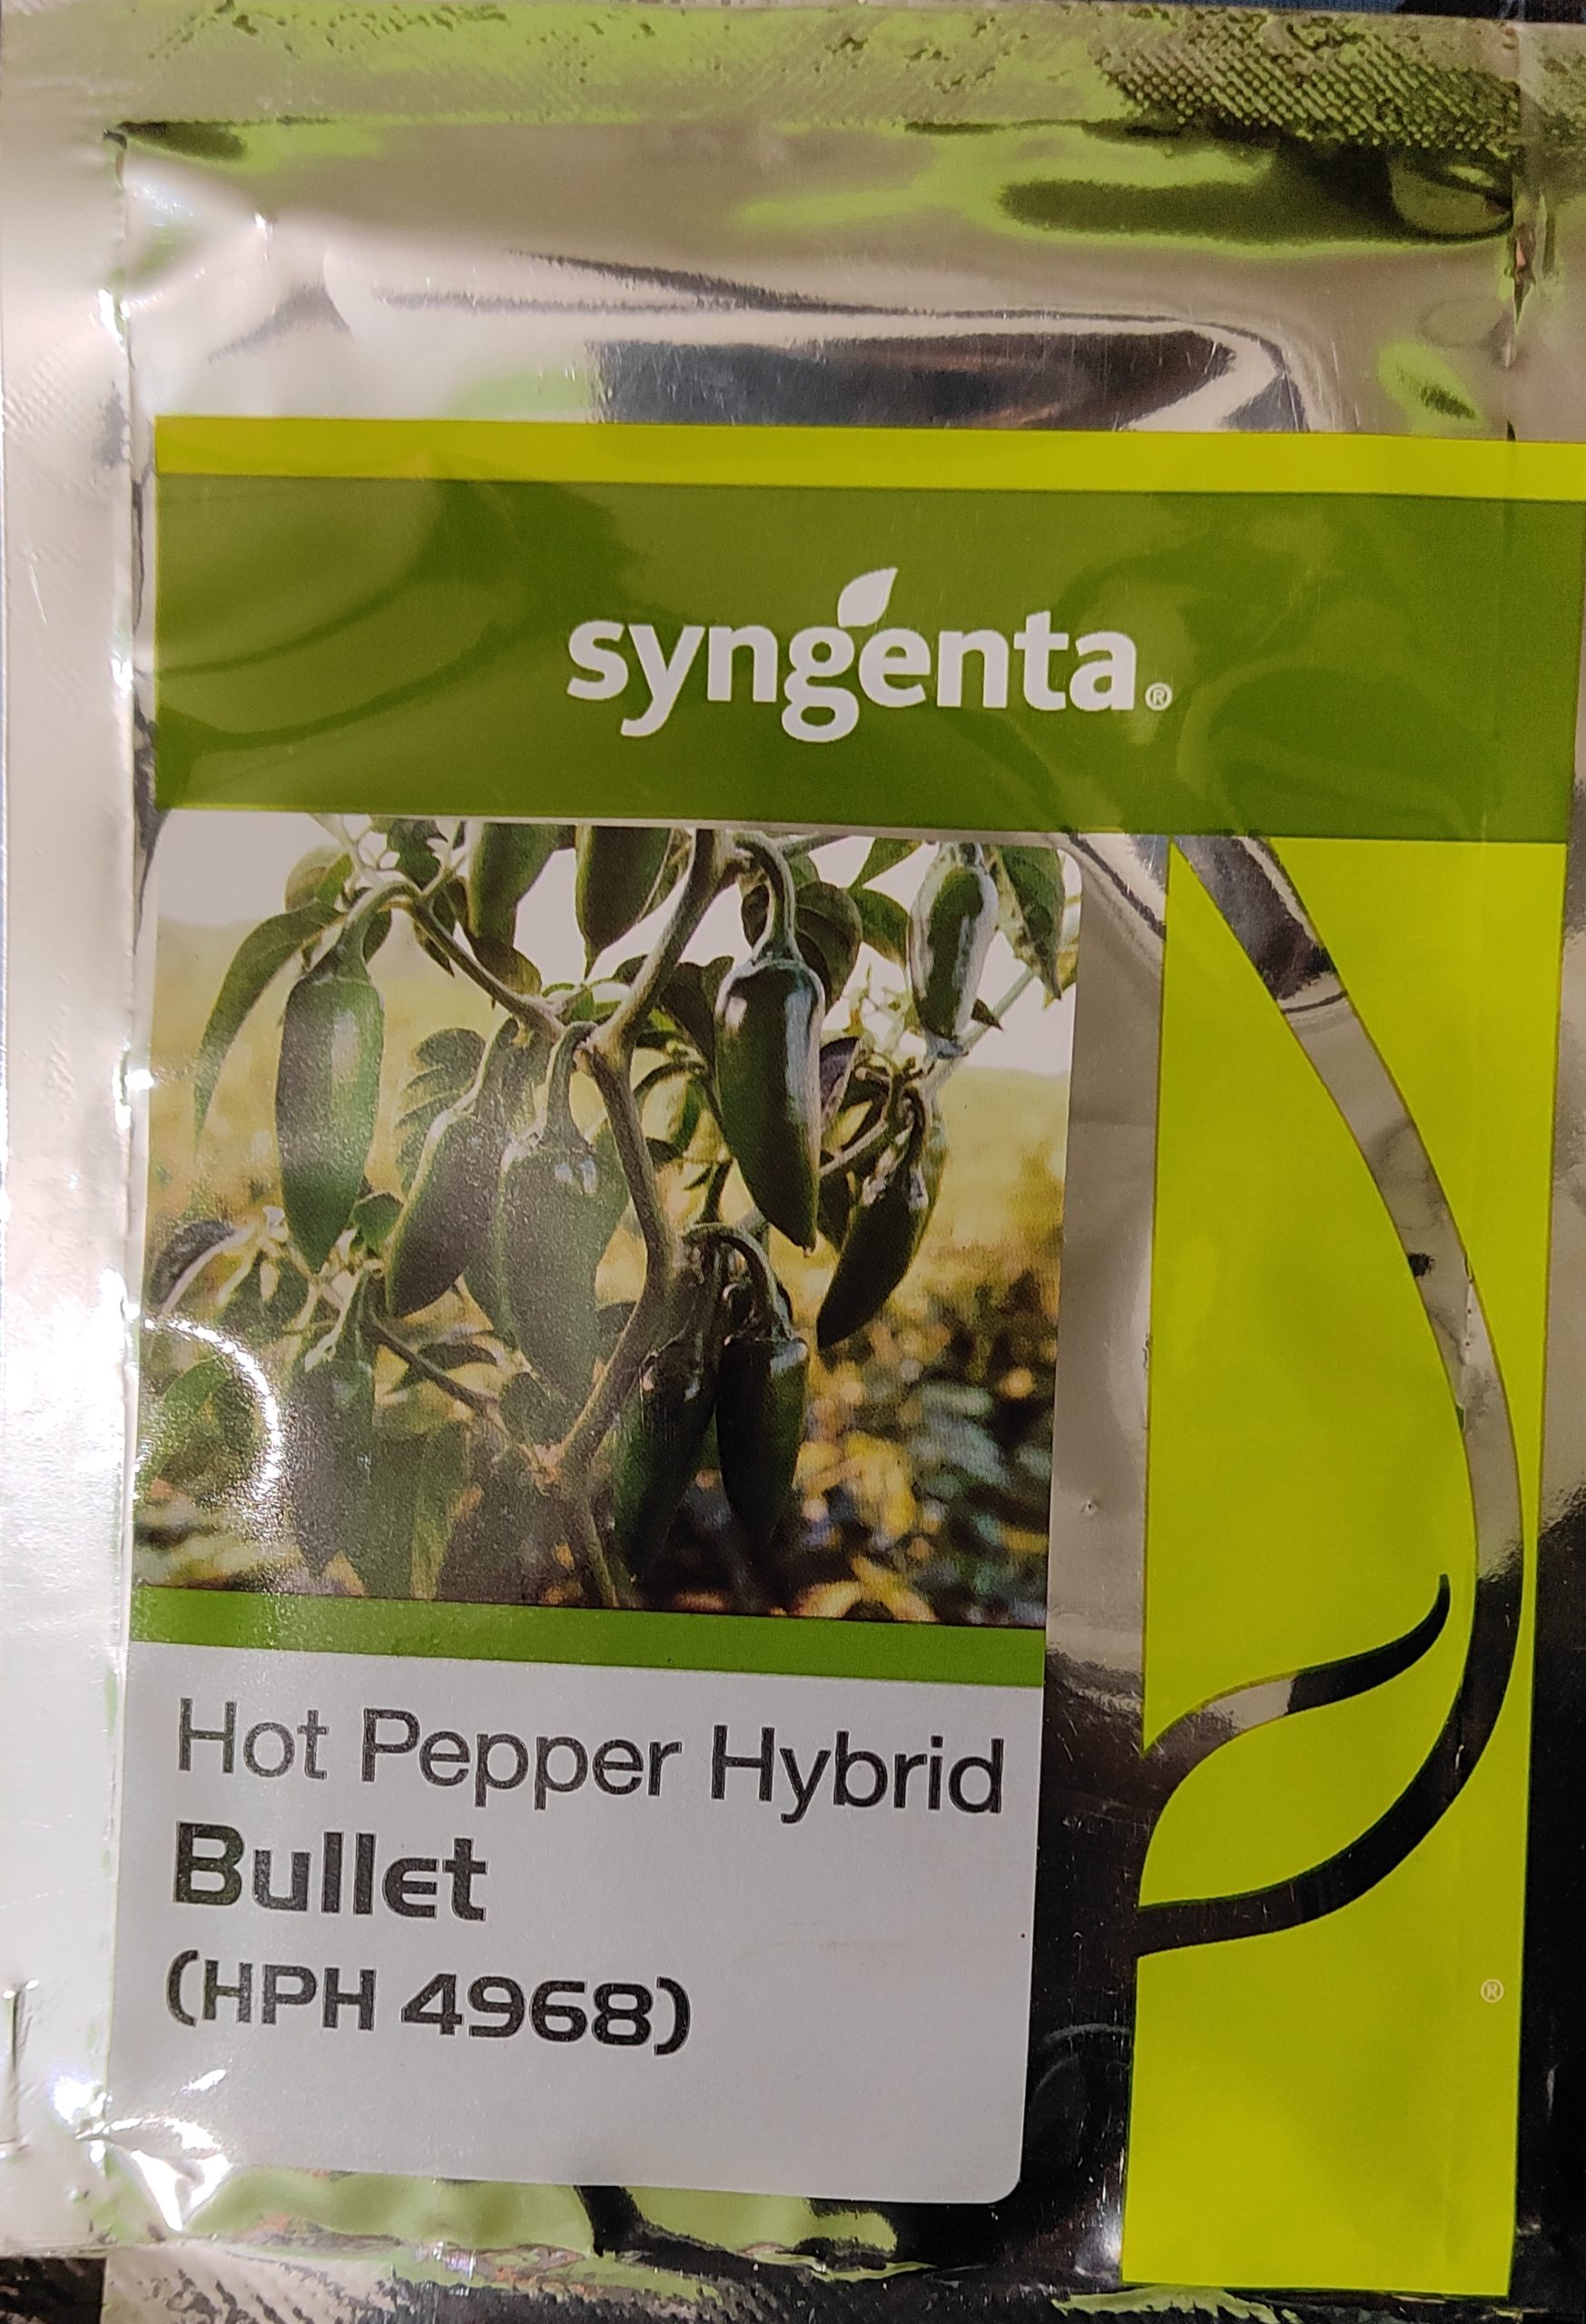 syngenta®
Hot Pepper Hybrid
Bullet
(HPH 4968)
®